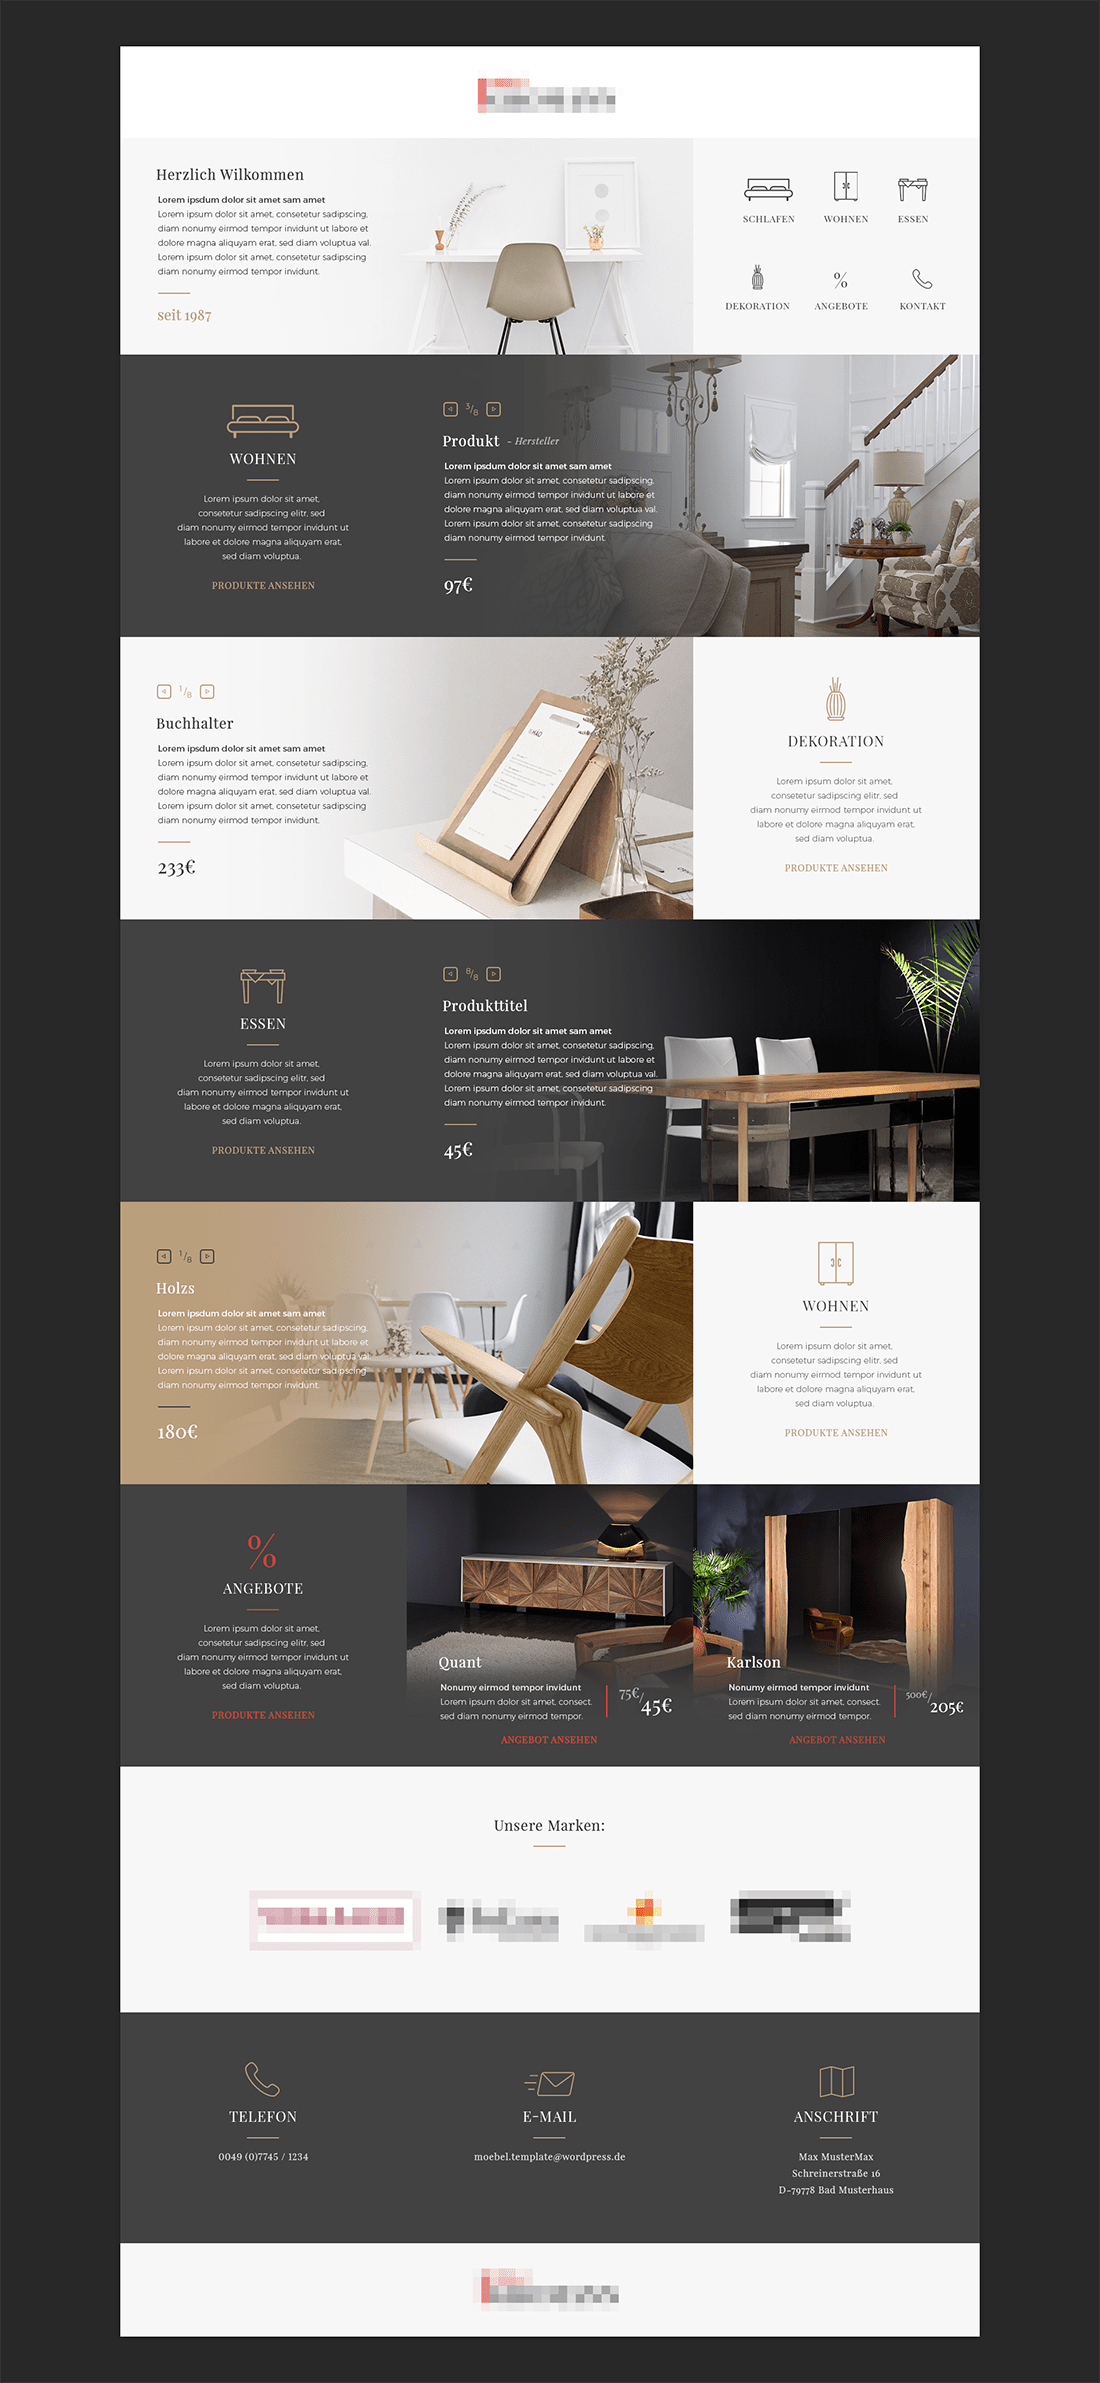 Herzlich Wilkommen
Lorem ipsdum dolor sit amet sam amet
Lorem ipsum dolor sit amet, consetetur sadipscing,
diam nonumy eirmod tempor invidunt ut labore et
dolore magna aliquyam erat, sed diam voluptua val.
Lorem ipsum dolor sit amet, consetetur sadipscing
diam nonumy eirmod tempor invidunt.
seit 1987
SCHLAFEN
WOHNEN
ESSEN
DEKORATION
%
ANGEBOTE
KONTAKT
WOHNEN
Lorem ipsum dolor sit amet,
consetetur sadipscing elitr, sed
diam nonumy eirmod tempor invidunt ut
labore et dolore magna aliquyam erat,
sed diam voluptua.
PRODUKTE ANSEHEN
3/8
Produkt - Hersteller
Lorem ipsdum dolor sit amet sam amet
Lorem ipsum dolor sit amet, consetetur sadipscing,
diam nonumy eirmod tempor invidunt ut labore et
dolore magna aliquyam erat, sed diam voluptua val.
Lorem ipsum dolor sit amet, consetetur sadipscing
diam nonumy eirmod tempor invidunt.
97€
1/8
Buchhalter
Lorem ipsdum dolor sit amet sam amet
Lorem ipsum dolor sit amet, consetetur sadipscing,
diam nonumy eirmod tempor invidunt ut labore et
dolore magna aliquyam erat, sed diam voluptua val.
Lorem ipsum dolor sit amet, consetetur sadipscing
diam nonumy eirmod tempor invidunt.
233€
DEKORATION
Lorem ipsum dolor sit amet,
consetetur sadipscing elitr, sed
diam nonumy eirmod tempor invidunt ut
labore et dolore magna aliquyam erat,
sed diam voluptua.
PRODUKTE ANSEHEN
ESSEN
Lorem ipsum dolor sit amet,
consetetur sadipscing elitr, sed
diam nonumy eirmod tempor invidunt ut
labore et dolore magna aliquyam erat,
sed diam voluptua.
PRODUKTE ANSEHEN
8/8
Produkttitel
Lorem ipsdum dolor sit amet sam amet
Lorem ipsum dolor sit amet, consetetur sadipscing,
diam nonumy eirmod tempor invidunt ut labore et
dolore magna aliquyam erat, sed diam voluptua val.
Lorem ipsum dolor sit amet, consetetur sadipscing
diam nonumy eirmod tempor invidunt.
45€
1/8
Holzs
Lorem ipsdum dolor sit amet sam amet
Lorem ipsum dolor sit amet, consetetur sadipscing,
diam nonumy eirmod tempor invidunt ut labore et
dolore magna aliquyam erat, sed diam voluptua val.
Lorem ipsum dolor sit amet, consetetur sadipscing
diam nonumy eirmod tempor invidunt.
180€
WOHNEN
Lorem ipsum dolor sit amet,
consetetur sadipscing elitr, sed
diam nonumy eirmod tempor invidunt ut
labore et dolore magna aliquyam erat,
sed diam voluptua.
PRODUKTE ANSEHEN
%
ANGEBOTE
Lorem ipsum dolor sit amet,
consetetur sadipscing elitr, sed
diam nonumy eirmod tempor invidunt ut
labore et dolore magna aliquyam erat,
sed diam voluptua.
PRODUKTE ANSEHEN
Quant
Nonumy eirmod tempor invidunt
Lorem ipsum dolor sit amet, consect.
sed diam nonumy eirmod tempor.
75€/45€
ANGEBOT ANSEHEN
Karlson
Nonumy eirmod tempor invidunt
Lorem ipsum dolor sit amet, consect.
sed diam nonumy eirmod tempor.
500€/205€
ANGEBOT ANSEHEN
Unsere Marken:
TELEFON
0049 (0)7745 / 1234
E-MAIL
moebel.template@wordpress.de
ANSCHRIFT
Max MusterMax
Schreinerstraße 16
D-79778 Bad Musterhaus